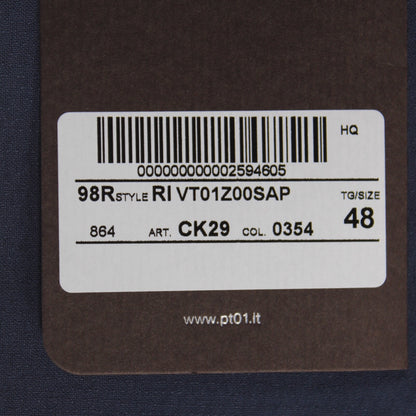 HQ
000000000002594605
98R STYLE RI VT01Z00SAP TG/SIZE
864 ART. CK29 COL. 0354 48
www.pt01.it